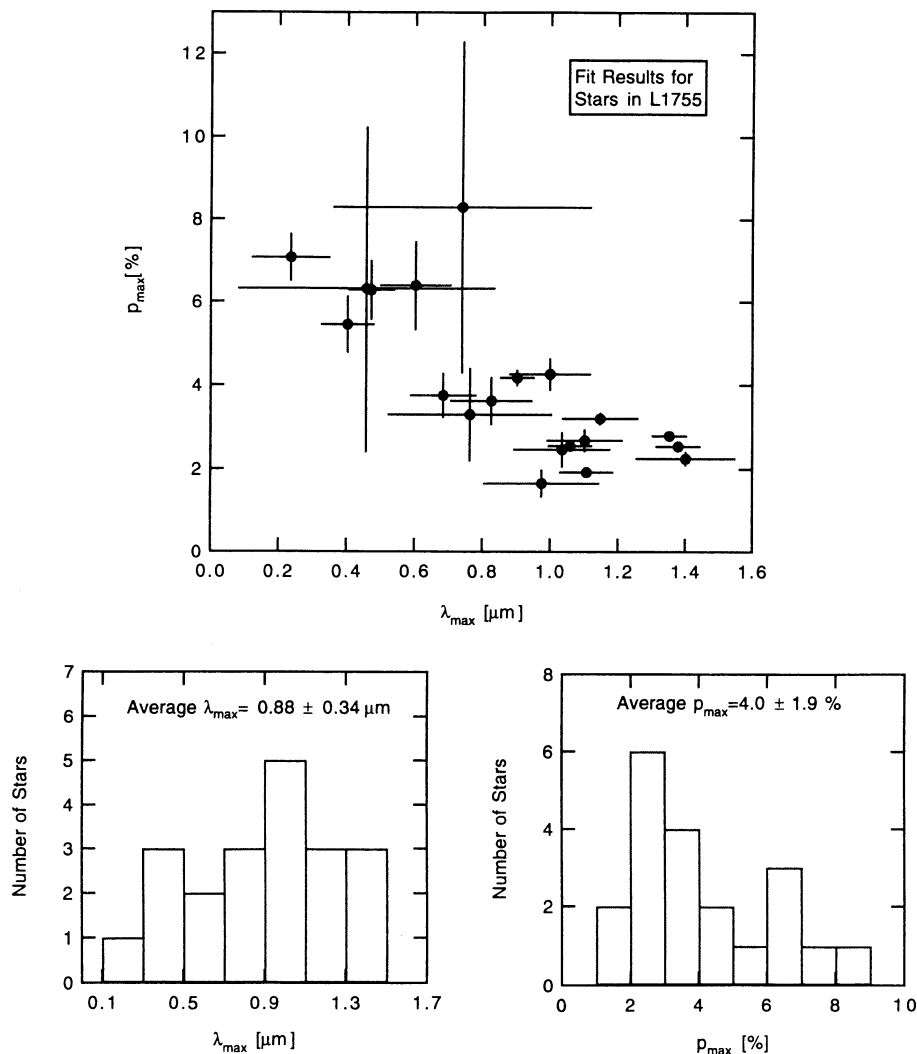 12
10
8
6
4
2
0
p_max [%]
Fit Results for
Stars in L1755
0.0 0.2 0.4 0.6 0.8 1.0 1.2 1.4 1.6
λ_max [μm]
7
6
5
4
3
2
1
0
Number of Stars
Average λ_max= 0.88 ± 0.34 μm
0.1 0.5 0.9 1.3 1.7
λ_max [μm]
8
6
4
2
0
Number of Stars
Average p_max=4.0 ± 1.9 %
0 2 4 6 8 10
p_max [%]